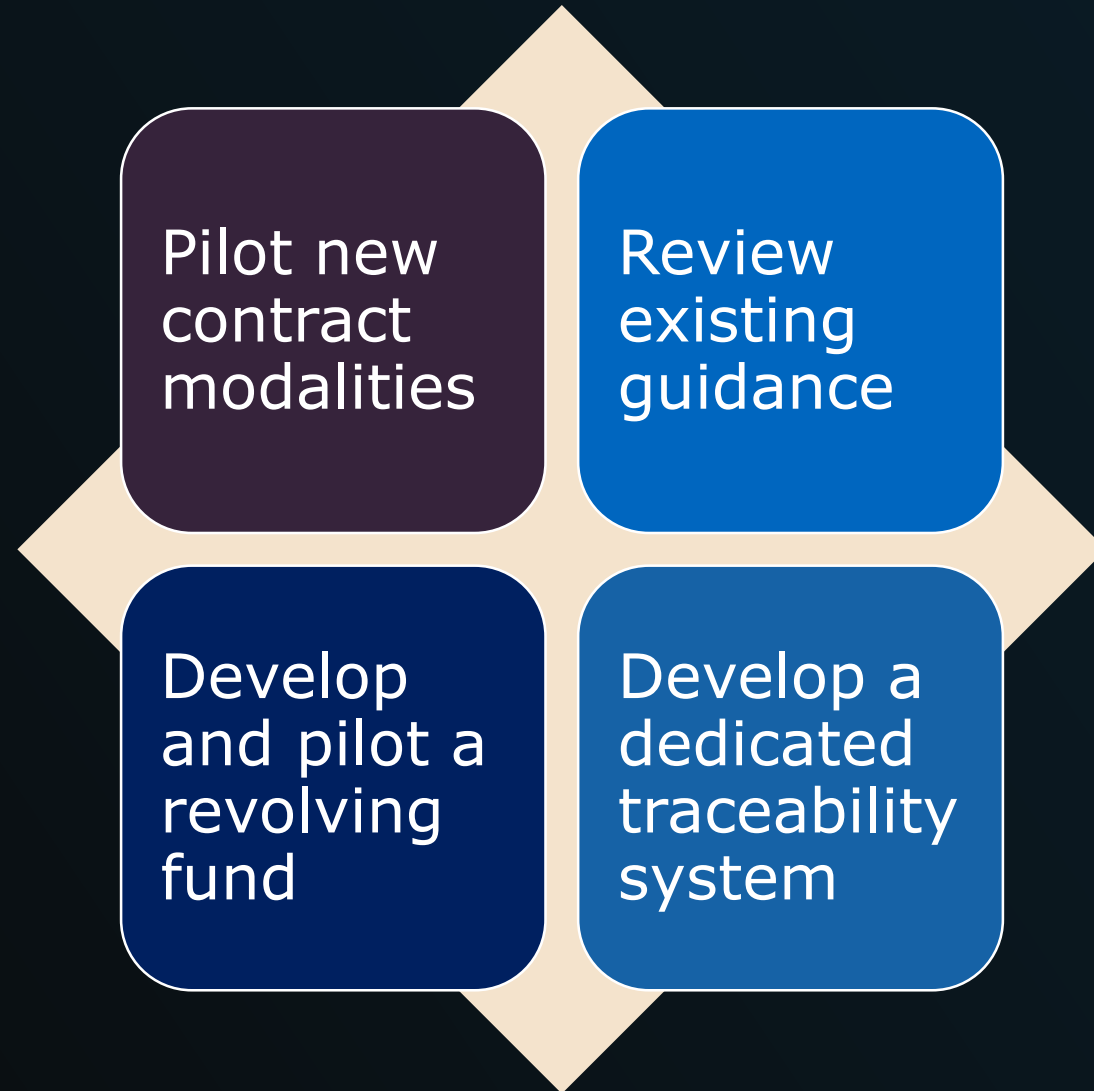 Pilot new
contract
modalities
Review
existing
guidance
Develop
and pilot a
revolving
fund
Develop a
dedicated
traceability
system